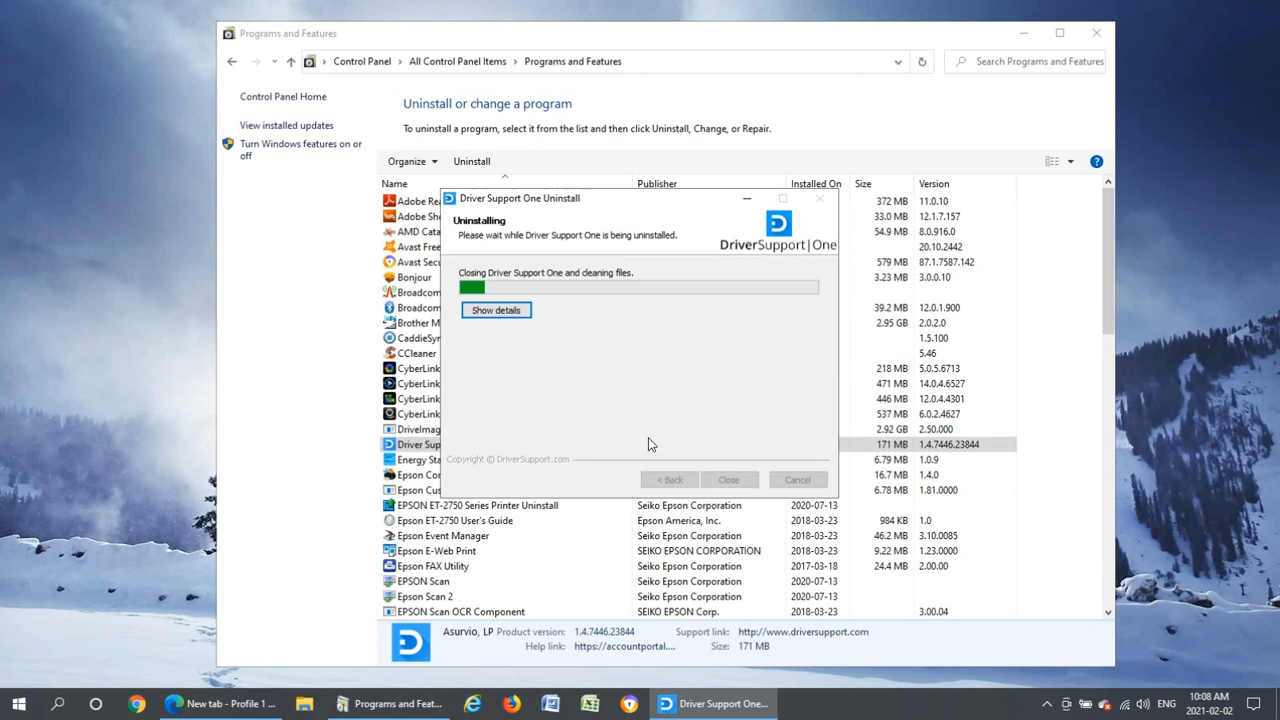 Programs and Features
Control Panel > All Control Panel Items > Programs and Features
Search Programs and Features
Control Panel Home
View installed updates
Turn Windows features on or
off
Uninstall or change a program
To uninstall a program, select it from the list and then click Uninstall, Change, or Repair.
Organize Uninstall
Name Publisher Installed On Size Version
Adobe Rea 372 MB 11.0.10
Adobe Sho 33.0 MB 12.1.7.157
AMD Cata 54.9 MB 8.0.916.0
Avast Free 20.10.2442
Avast Secu 579 MB 87.1.7587.142
Bonjour 3.23 MB 3.0.0.10
Broadcom
Broadcom 39.2 MB 12.0.1.900
Brother M 2.95 GB 2.0.2.0
CaddieSyn 1.5.100
CCleaner 5.46
CyberLink 218 MB 5.0.5.6713
CyberLink 471 MB 14.0.4.6527
CyberLink 446 MB 12.0.4.4301
CyberLink 537 MB 6.0.2.4627
DriveImag 2.92 GB 2.50.000
Driver Sup 171 MB 1.4.7446.23844
Energy Sta 6.79 MB 1.0.9
Epson Con 16.7 MB 1.4.0
Epson Cus 6.78 MB 1.81.0000
EPSON ET-2750 Series Printer Uninstall Seiko Epson Corporation 2020-07-13
Epson ET-2750 User's Guide Epson America, Inc. 2018-03-23 984 KB 1.0
Epson Event Manager Seiko Epson Corporation 2018-03-23 46.2 MB 3.10.0085
Epson E-Web Print SEIKO EPSON CORPORATION 2018-03-23 9.22 MB 1.23.0000
Epson FAX Utility Seiko Epson Corporation 2017-03-18 24.4 MB 2.00.00
EPSON Scan Seiko Epson Corporation 2020-07-13
Epson Scan 2 Seiko Epson Corporation 2020-07-13
EPSON Scan OCR Component SEIKO EPSON Corp. 2018-03-23 3.00.04
Driver Support One Uninstall
Uninstalling
Please wait while Driver Support One is being uninstalled.
DriverSupport|One
Closing Driver Support One and cleaning files.
Show details
Copyright © DriverSupport.com
< Back Close Cancel
Asurvio, LP Product version: 1.4.7446.23844 Support link: http://www.driversupport.com
Help link: https://accountportal.... Size: 171 MB
New tab - Profile 1 ...
Programs and Feat...
Driver Support One...
ENG
10:08 AM
2021-02-02